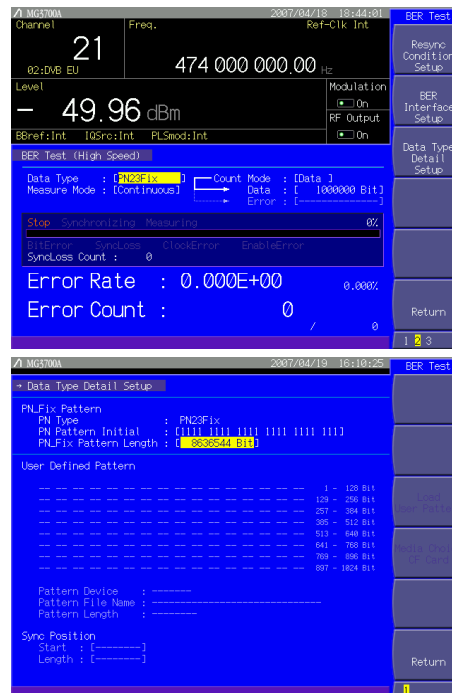 MG3700A 2007/04/18 18:44:01 BER Test
Channel Freq. Ref-Clk Int
21
02:DVB EU 474 000 000.00 Hz
Resync Condition Setup
Level Modulation
- 49.96 dBm
On
RF Output
On
BER Interface Setup
BBref:Int IQSrc:Int PLSmod:Int
BER Test (High Speed)
Data Type Detail Setup
Data Type : [PN23Fix ] Count Mode : [Data ]
Measure Mode : [Continuous] Data : [ 1000000 Bit]
Error : [--------------]
Stop Synchronizing Measuring 0%
BitError SyncLoss ClockError EnableError
SyncLoss Count : 0
Error Rate : 0.000E+00 0.000%
Error Count : 0
/ 0
Return
1 2 3
MG3700A 2007/04/19 16:10:25 BER Test
→ Data Type Detail Setup
PN_Fix Pattern
PN Type : PN23Fix
PN Pattern Initial : [1111 1111 1111 1111 1111 111]
PN_Fix Pattern Length : [ 8636544 Bit]
User Defined Pattern
1 - 128 Bit
129 - 256 Bit
257 - 384 Bit
385 - 512 Bit
513 - 640 Bit
641 - 768 Bit
769 - 896 Bit
897 - 1024 Bit
Load
User Patte
Media Choi
CF Card
Pattern Device : -------
Pattern File Name : ------------------------------
Pattern Length : -------
Sync Position
Start : [--------]
Length : [--------]
Return
1